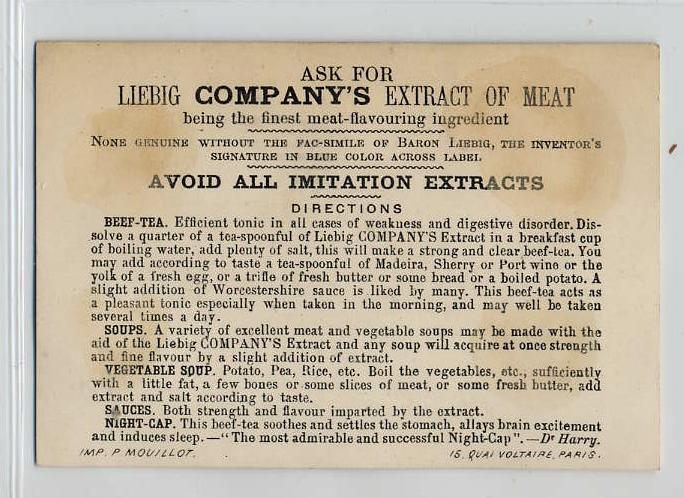 ASK FOR
LIEBIG COMPANY'S EXTRACT OF MEAT
being the finest meat-flavouring ingredient
NONE GENUINE WITHOUT THE FAC-SIMILE OF BARON LIEBIG, THE INVENTOR'S
SIGNATURE IN BLUE COLOR ACROSS LABEL
AVOID ALL IMITATION EXTRACTS
DIRECTIONS
BEEF-TEA. Efficient tonic in all cases of weakness and digestive disorder. Dis-
solve a quarter of a tea-spoonful of Liebig COMPANY'S Extract in a breakfast cup
of boiling water, add plenty of salt, this will make a strong and clear beef-tea. You
may add according to taste a tea-spoonful of Madeira, Sherry or Port wine or the
yolk of a fresh egg, or a trifle of fresh butter or some bread or a boiled potato. A
slight addition of Worcestershire sauce is liked by many. This beef-tea acts as
a pleasant tonic especially when taken in the morning, and may well be taken
several times a day.
SOUPS. A variety of excellent meat and vegetable soups may be made with the
aid of the Liebig COMPANY'S Extract and any soup will acquire at once strength
and fine flavour by a slight addition of extract.
VEGETABLE SOUP. Potato, Pea, Rice, etc. Boil the vegetables, etc., sufficiently
with a little fat, a few bones or some slices of meat, or some fresh butter, add
extract and salt according to taste.
SAUCES. Both strength and flavour imparted by the extract.
NIGHT-CAP. This beef-tea soothes and settles the stomach, allays brain excitement
and induces sleep. — " The most admirable and successful Night-Cap ". — Dr Harry.
IMP. P MOUILLOT. 15, QUAI VOLTAIRE, PARIS.